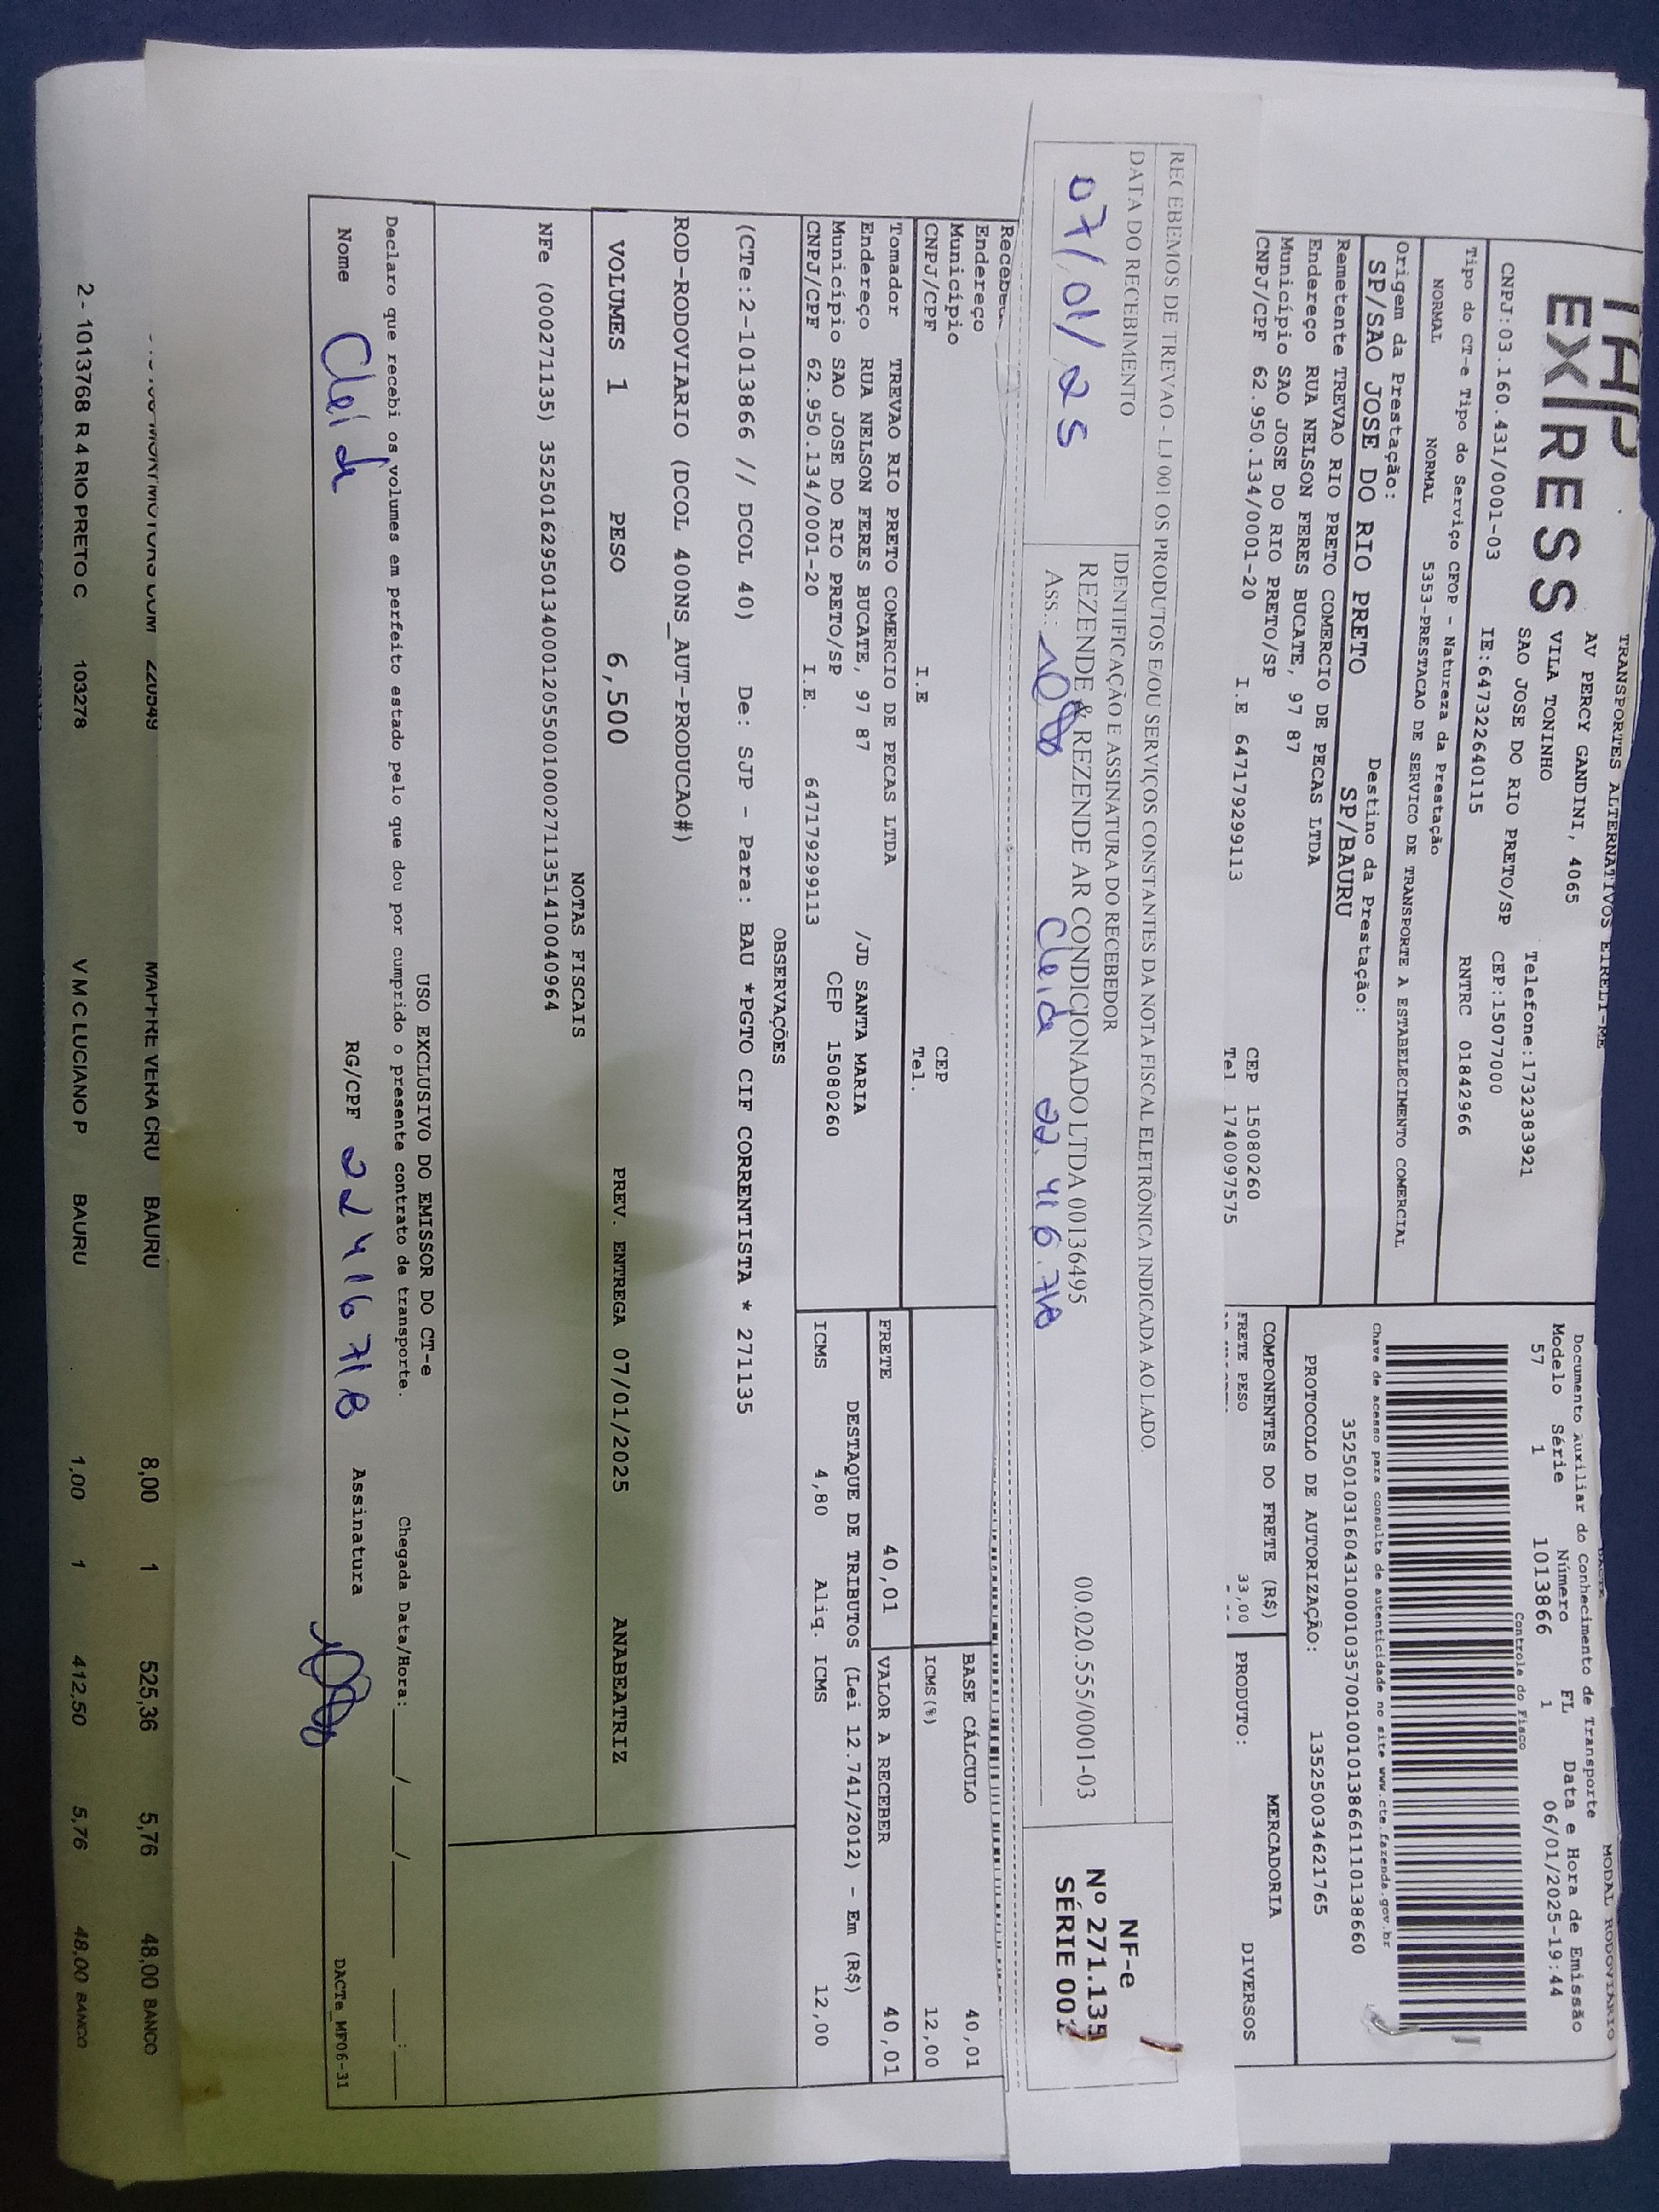 TAP
EXPRESS
TRANSPORTES ALTERNATIVOS EIRELI-ME
AV PERCY GANDINI, 4065
VILA TONINHO
SAO JOSE DO RIO PRETO/SP
Telefone:1732383921
CEP:15077000
CNPJ:03.160.431/0001-03 IE:647322640115 RNTRC 01842966
MODAL RODOVIARIO
Documento Auxiliar do Conhecimento de Transporte
Modelo Série Número FL Data e Hora de Emissão
57 1 1013866 1 06/01/2025-19:44
Controle do Fisco
Tipo do CT-e Tipo do Serviço CFOP - Natureza da Prestação
NORMAL NORMAL 5353-PRESTACAO DE SERVICO DE TRANSPORTE A ESTABELECIMENTO COMERCIAL
Chave de acesso para consulta de autenticidade no site www.cte.fazenda.gov.br
35250103160431000103570010010138661110138660
PROTOCOLO DE AUTORIZAÇÃO: 135250034621765
Origem da Prestação: Destino da Prestação:
SP/SAO JOSE DO RIO PRETO SP/BAURU
Remetente TREVAO RIO PRETO COMERCIO DE PECAS LTDA
Endereço RUA NELSON FERES BUCATE, 97 87
Município SAO JOSE DO RIO PRETO/SP CEP 15080260
CNPJ/CPF 62.950.134/0001-20 I.E 647179299113 Tel 1740097575
COMPONENTES DO FRETE (R$) MERCADORIA
FRETE PESO 33,00 PRODUTO: DIVERSOS
RECEBEMOS DE TREVAO - LJ 001 OS PRODUTOS E/OU SERVIÇOS CONSTANTES DA NOTA FISCAL ELETRÔNICA INDICADA AO LADO.
DATA DO RECEBIMENTO IDENTIFICAÇÃO E ASSINATURA DO RECEBEDOR
07/01/25
REZENDE & REZENDE AR CONDICIONADO LTDA 00136495 00.020.555/0001-03
Ass.: Cleide 22.416.718
NF-e
Nº 271.135
SÉRIE 001
Endereço
Município CEP
CNPJ/CPF I.E Tel.
BASE CÁLCULO 40,01
ICMS(%) 12,00
Tomador TREVAO RIO PRETO COMERCIO DE PECAS LTDA
Endereço RUA NELSON FERES BUCATE, 97 87 /JD SANTA MARIA
Município SAO JOSE DO RIO PRETO/SP CEP 15080260
CNPJ/CPF 62.950.134/0001-20 I.E. 647179299113
FRETE 40,01 VALOR A RECEBER 40,01
DESTAQUE DE TRIBUTOS (Lei 12.741/2012) - Em (R$)
ICMS 4,80 Aliq. ICMS 12,00
OBSERVAÇÕES
(CTe:2-1013866 // DCOL 40) De: SJP - Para: BAU *PGTO CIF CORRENTISTA * 271135
ROD-RODOVIARIO (DCOL 400NS_AUT-PRODUCAO#)
VOLUMES 1 PESO 6,500 PREV. ENTREGA 07/01/2025 ANABEATRIZ
NOTAS FISCAIS
NFe (000271135) 35250162950134000120550010002711351410040964
USO EXCLUSIVO DO EMISSOR DO CT-e
Declaro que recebi os volumes em perfeito estado pelo que dou por cumprido o presente contrato de transporte. Chegada Data/Hora: ____/____/____ ____:____
Nome Cleide RG/CPF 22416718 Assinatura
DACTe_MF06-31
220549 MAPFRE VERA CRU BAURU 8,00 1 525,36 5,76 48,00 BANCO
2 - 1013768 R 4 RIO PRETO C 103278 V M C LUCIANO P BAURU 1,00 1 412,50 5,76 48,00 BANCO